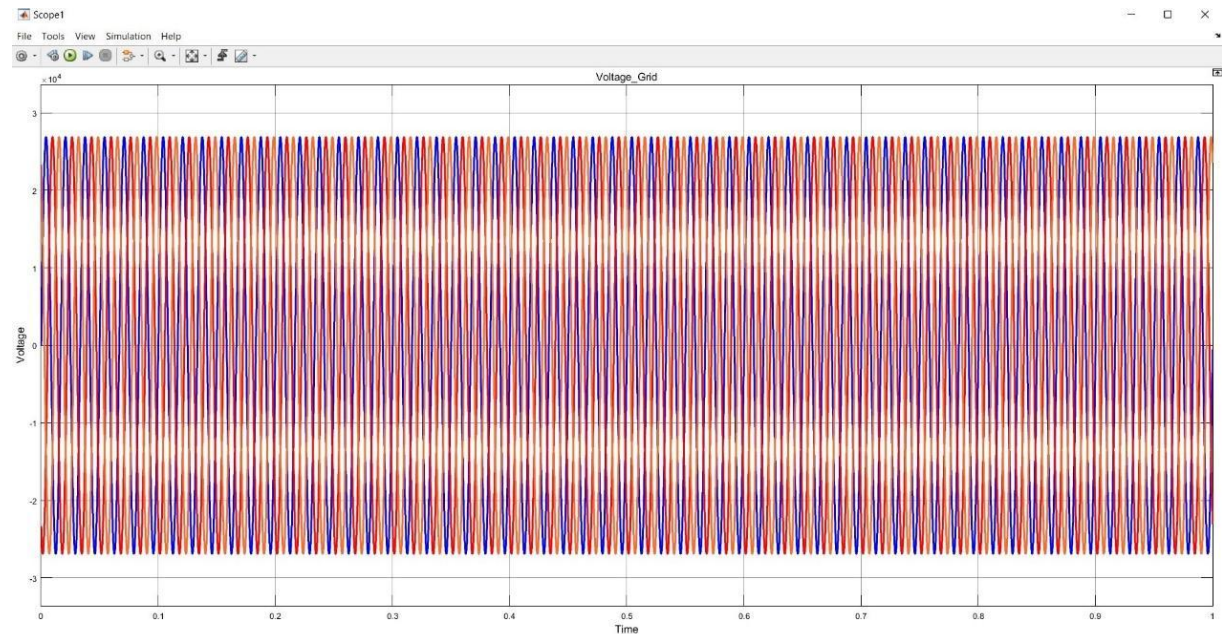 Scope1
File Tools View Simulation Help
×10⁴
Voltage_Grid
3
2
1
0
-1
-2
-3
Voltage
0 0.1 0.2 0.3 0.4 0.5 0.6 0.7 0.8 0.9 1
Time